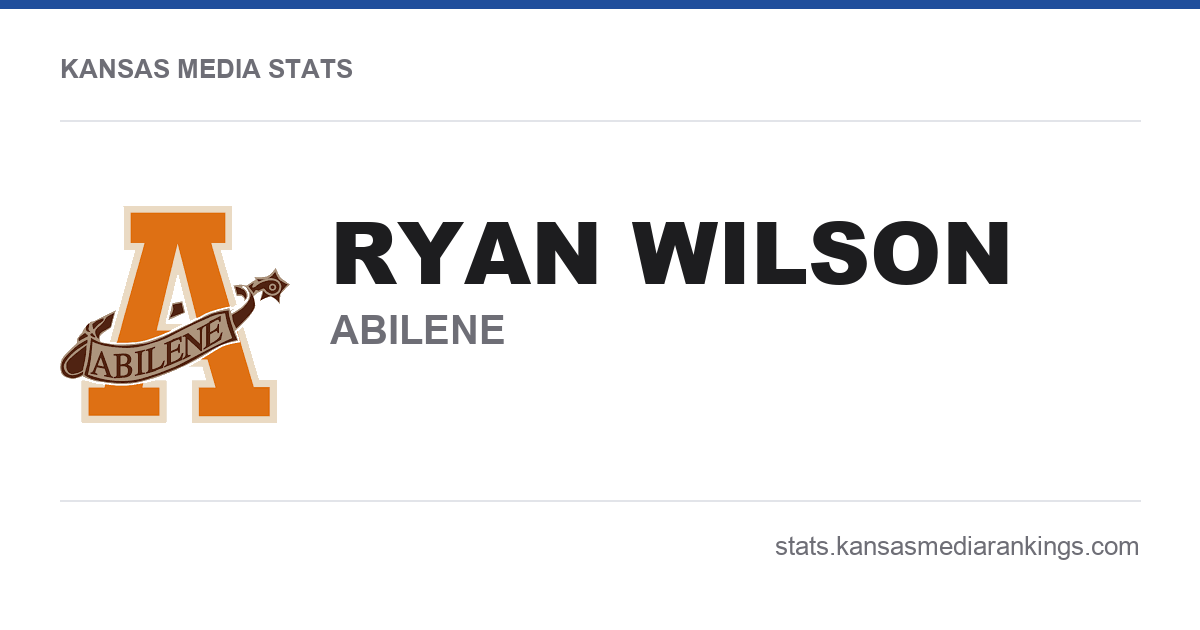 KANSAS MEDIA STATS
RYAN WILSON
ABILENE
ABILENE
stats.kansasmediarankings.com